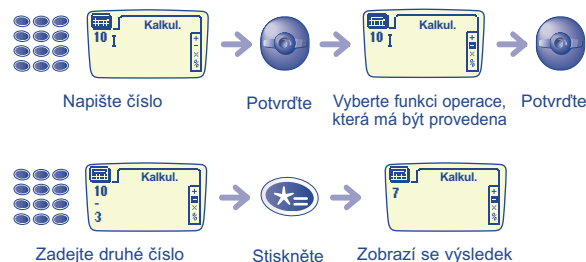 Kalkul.
10
+ - × %
Kalkul.
10
+ - × %
Napište číslo
Potvrďte
Vyberte funkci operace,
která má být provedena
Potvrďte
Kalkul.
10
-
3
+ - × %
*=
Kalkul.
7
+ - × %
Zadejte druhé číslo
Stiskněte
Zobrazí se výsledek